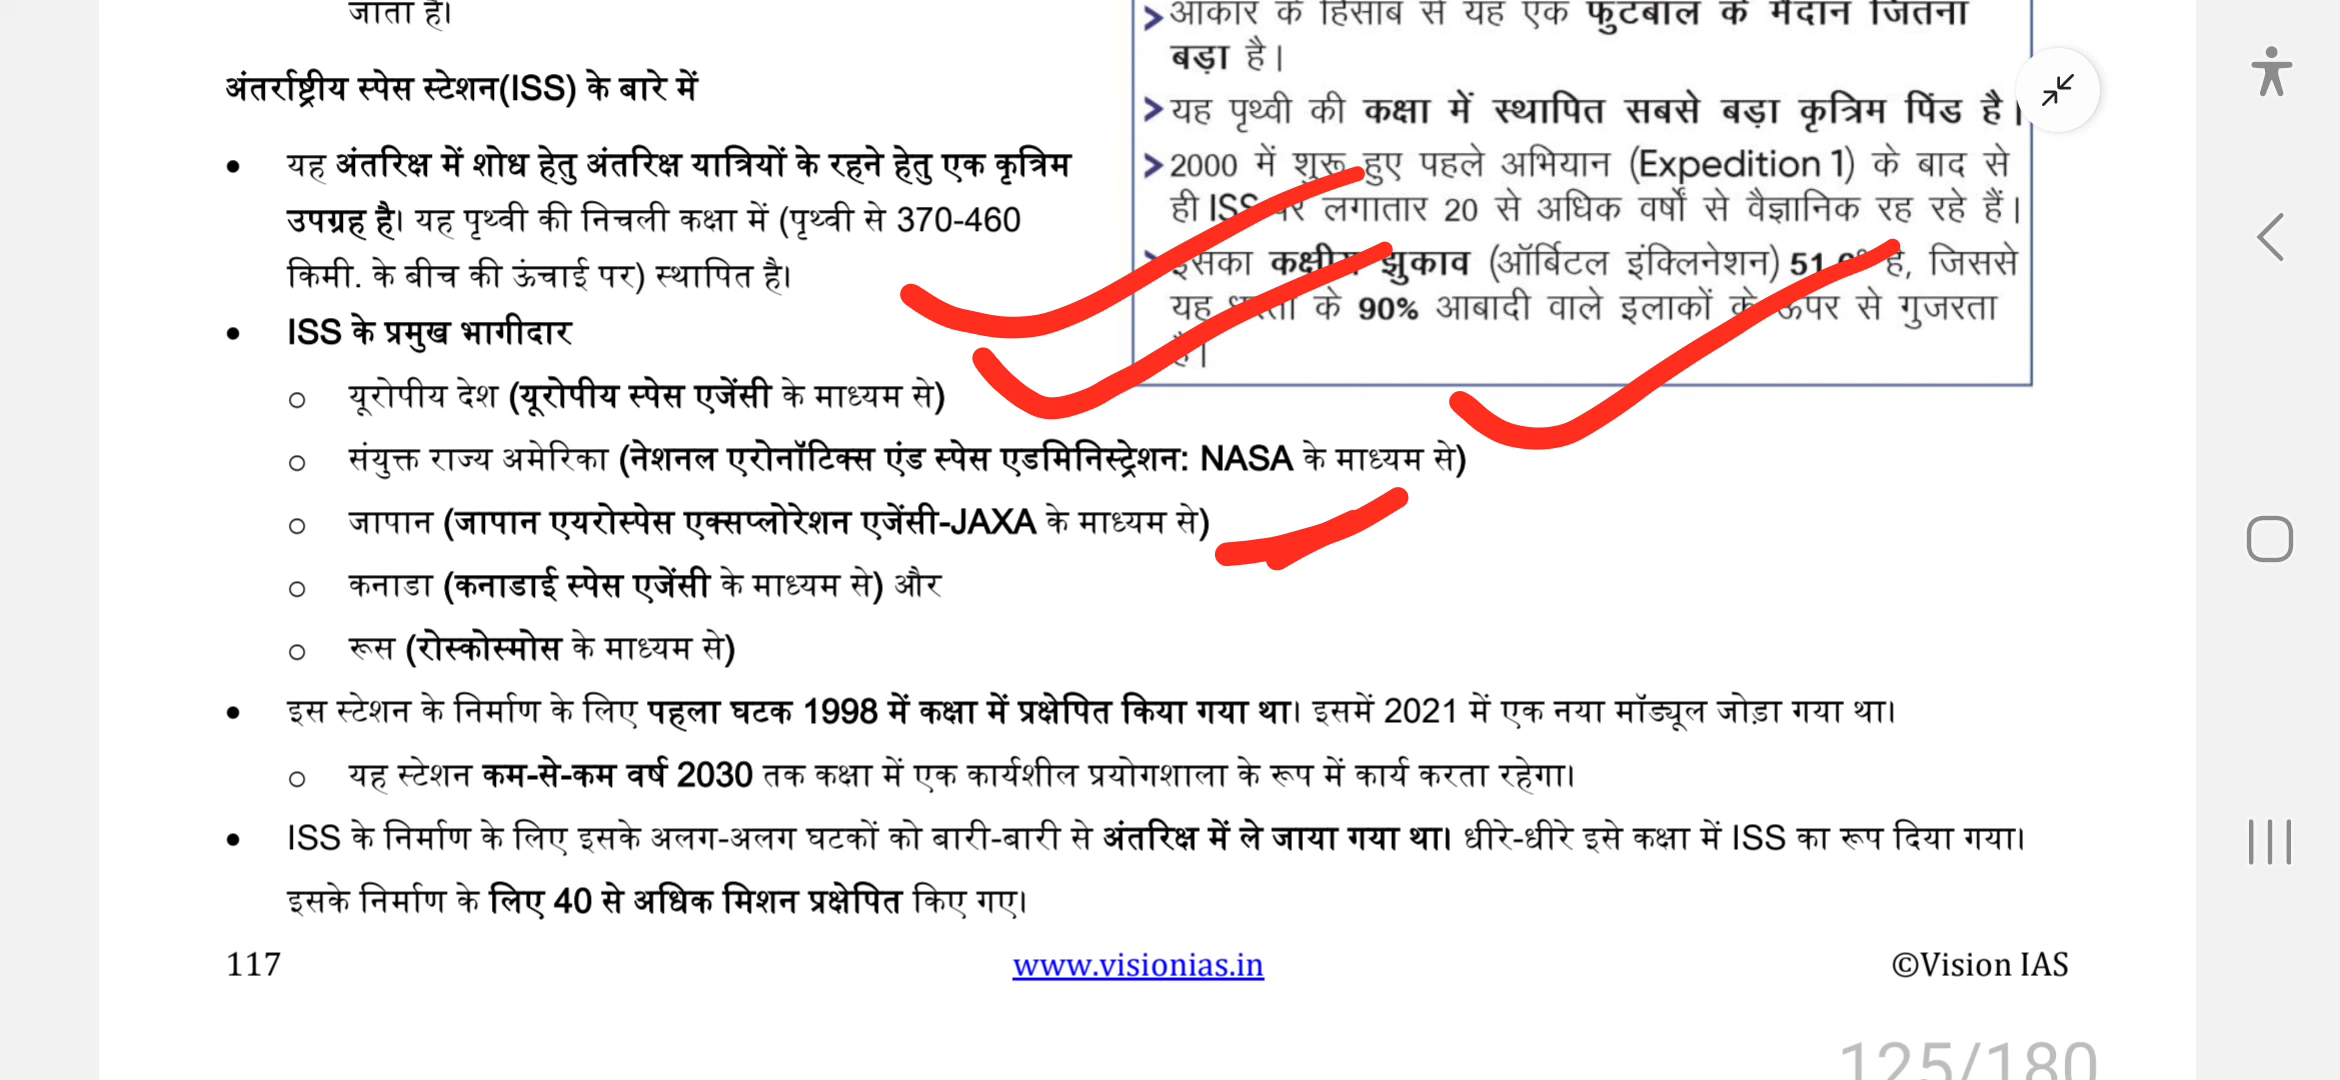 जाता है।
अंतर्राष्ट्रीय स्पेस स्टेशन(ISS) के बारे में
• यह अंतरिक्ष में शोध हेतु अंतरिक्ष यात्रियों के रहने हेतु एक कृत्रिम
उपग्रह है। यह पृथ्वी की निचली कक्षा में (पृथ्वी से 370-460
किमी. के बीच की ऊंचाई पर) स्थापित है।
• ISS के प्रमुख भागीदार
o यूरोपीय देश (यूरोपीय स्पेस एजेंसी के माध्यम से)
o संयुक्त राज्य अमेरिका (नेशनल एरोनॉटिक्स एंड स्पेस एडमिनिस्ट्रेशन: NASA के माध्यम से)
o जापान (जापान एयरोस्पेस एक्सप्लोरेशन एजेंसी-JAXA के माध्यम से)
o कनाडा (कनाडाई स्पेस एजेंसी के माध्यम से) और
o रूस (रोस्कोस्मोस के माध्यम से)
> आकार के हिसाब से यह एक फुटबॉल के मैदान जितना
बड़ा है।
> यह पृथ्वी की कक्षा में स्थापित सबसे बड़ा कृत्रिम पिंड है।
> 2000 में शुरू हुए पहले अभियान (Expedition 1) के बाद से
ही ISS पर लगातार 20 से अधिक वर्षों से वैज्ञानिक रह रहे हैं।
> इसका कक्षीय झुकाव (ऑर्बिटल इंक्लिनेशन) है, जिससे
यह के 90% आबादी वाले इलाकों के ऊपर से गुजरता
है।
• इस स्टेशन के निर्माण के लिए पहला घटक 1998 में कक्षा में प्रक्षेपित किया गया था। इसमें 2021 में एक नया मॉड्यूल जोड़ा गया था।
o यह स्टेशन कम-से-कम वर्ष 2030 तक कक्षा में एक कार्यशील प्रयोगशाला के रूप में कार्य करता रहेगा।
• ISS के निर्माण के लिए इसके अलग-अलग घटकों को बारी-बारी से अंतरिक्ष में ले जाया गया था। धीरे-धीरे इसे कक्षा में ISS का रूप दिया गया।
इसके निर्माण के लिए 40 से अधिक मिशन प्रक्षेपित किए गए।
117 www.visionias.in ©Vision IAS
125/180